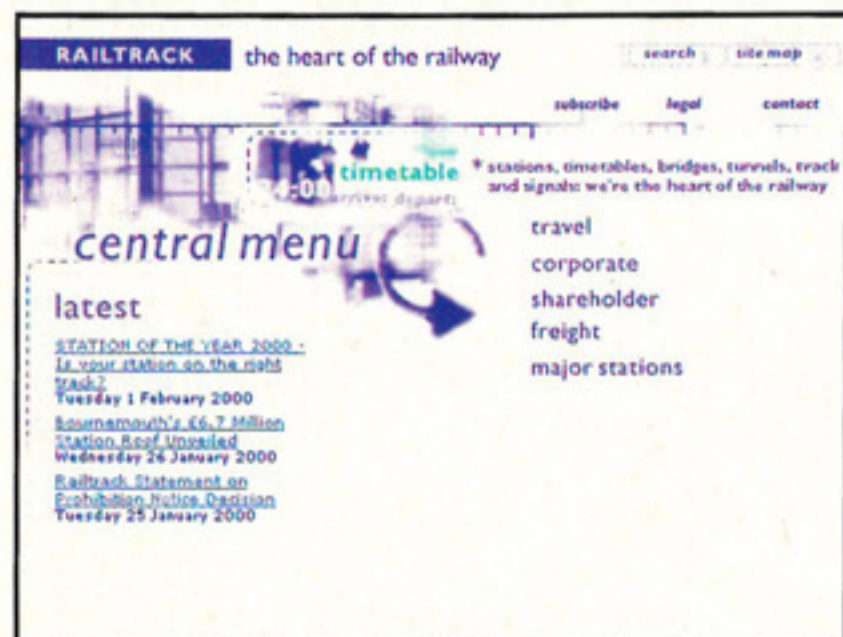 RAILTRACK the heart of the railway
search site map
subscribe legal contact
timetable
* stations, timetables, bridges, tunnels, track
and signals: we're the heart of the railway
central menu
travel
corporate
shareholder
freight
major stations
latest
STATION OF THE YEAR 2000 -
Is your station on the right
track?
Tuesday 1 February 2000
Bournemouth's £6.7 Million
Station Roof Unveiled
Wednesday 26 January 2000
Railtrack Statement on
Prohibition Notice Decision
Tuesday 25 January 2000